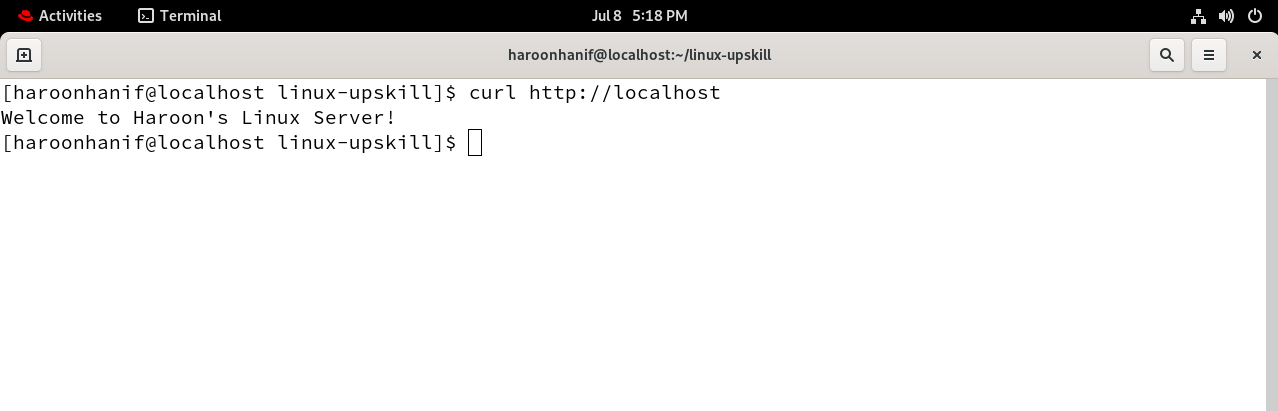 Activities Terminal Jul 8 5:18 PM
haroonhanif@localhost:~/linux-upskill
[haroonhanif@localhost linux-upskill]$ curl http://localhost
Welcome to Haroon's Linux Server!
[haroonhanif@localhost linux-upskill]$